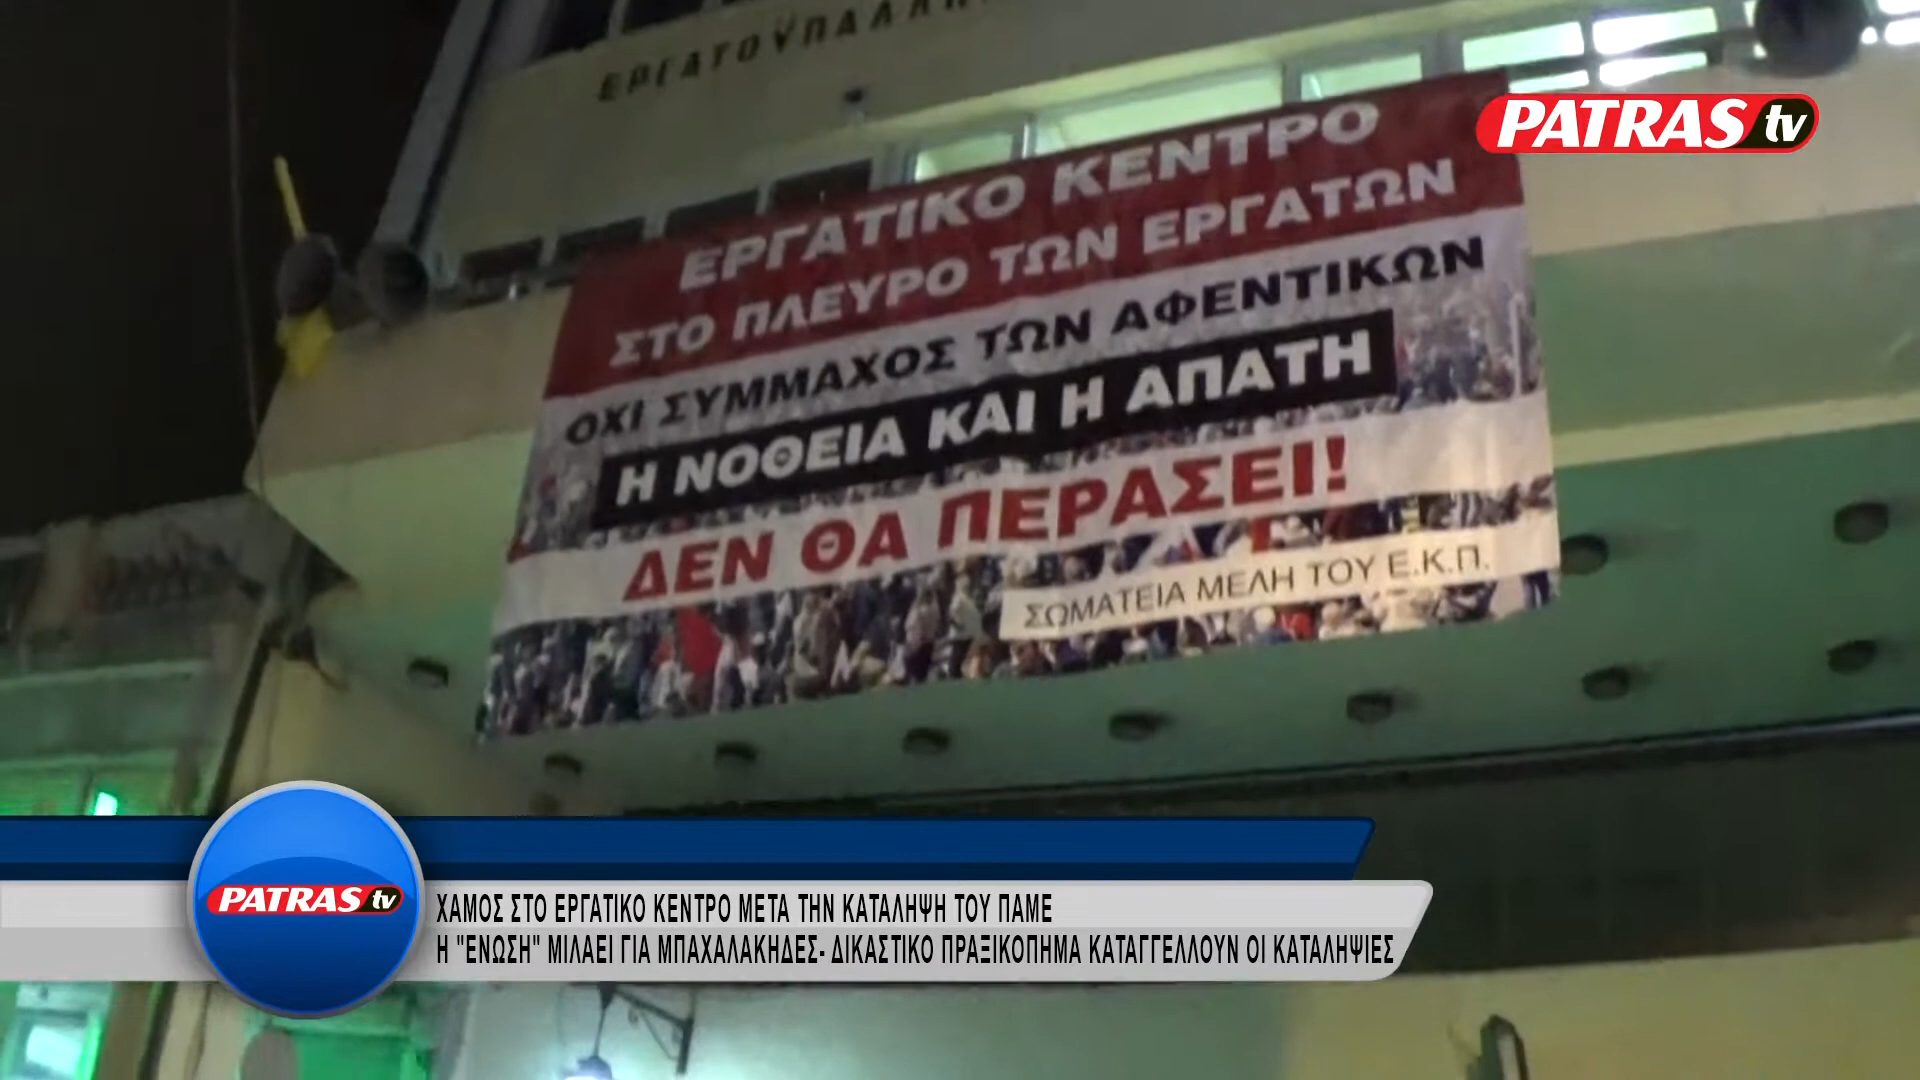 ΕΡΓΑΤΟΫΠΑΛΛΗ
PATRAS tv
ΕΡΓΑΤΙΚΟ ΚΕΝΤΡΟ
ΣΤΟ ΠΛΕΥΡΟ ΤΩΝ ΕΡΓΑΤΩΝ
ΟΧΙ ΣΥΜΜΑΧΟΣ ΤΩΝ ΑΦΕΝΤΙΚΩΝ
Η ΝΟΘΕΙΑ ΚΑΙ Η ΑΠΑΤΗ
ΔΕΝ ΘΑ ΠΕΡΑΣΕΙ!
ΣΩΜΑΤΕΙΑ ΜΕΛΗ ΤΟΥ Ε.Κ.Π.
PATRAS tv
ΧΑΜΟΣ ΣΤΟ ΕΡΓΑΤΙΚΟ ΚΕΝΤΡΟ ΜΕΤΑ ΤΗΝ ΚΑΤΑΛΗΨΗ ΤΟΥ ΠΑΜΕ
Η "ΕΝΩΣΗ" ΜΙΛΑΕΙ ΓΙΑ ΜΠΑΧΑΛΑΚΗΔΕΣ- ΔΙΚΑΣΤΙΚΟ ΠΡΑΞΙΚΟΠΗΜΑ ΚΑΤΑΓΓΕΛΛΟΥΝ ΟΙ ΚΑΤΑΛΗΨΙΕΣ